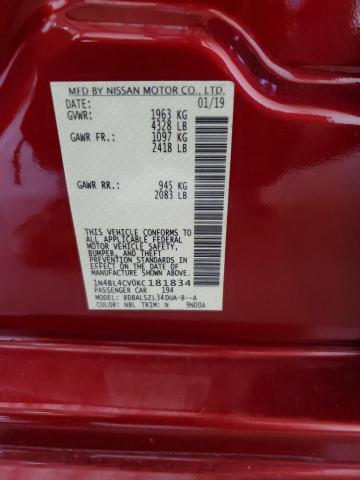 MFD BY NISSAN MOTOR CO., LTD.
DATE: 01/19
GVWR: 1963 KG
4328 LB
GAWR FR.: 1097 KG
2418 LB
GAWR RR.: 945 KG
2083 LB
THIS VEHICLE CONFORMS TO
ALL APPLICABLE FEDERAL
MOTOR VEHICLE SAFETY,
BUMPER, AND THEFT
PREVENTION STANDARDS
IN EFFECT ON THE DATE OF
MANUFACTURE SHOWN ABOVE.
1N4BL4CV0KC181834
PASSENGER CAR 194
MODEL: BDBALSZL34DUA-B--A
COLOR: NBL TRIM: N 9N00A